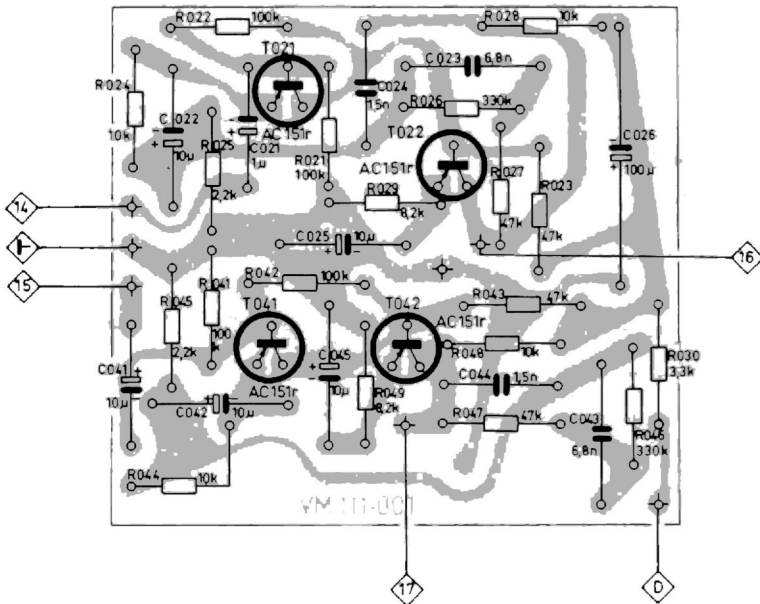 R022
100k
R028
10k
T021
C023
6,8n
R024
10k
C022
10µ
R025
2,2k
C021
1µ
AC151r
R021
100k
C024
1,5n
R026
330k
T022
AC151r
R027
47k
R023
47k
C026
100µ
R029
8,2k
C025
10µ
14
15
16
R042
100k
R041
100k
R045
2,2k
T041
AC151r
T042
AC151r
R043
47k
R048
10k
C044
1,5n
R047
47k
R030
3,3k
C041
10µ
C042
10µ
C045
10µ
R049
8,2k
C043
6,8n
R046
330k
R044
10k
VM 111-001
17
D